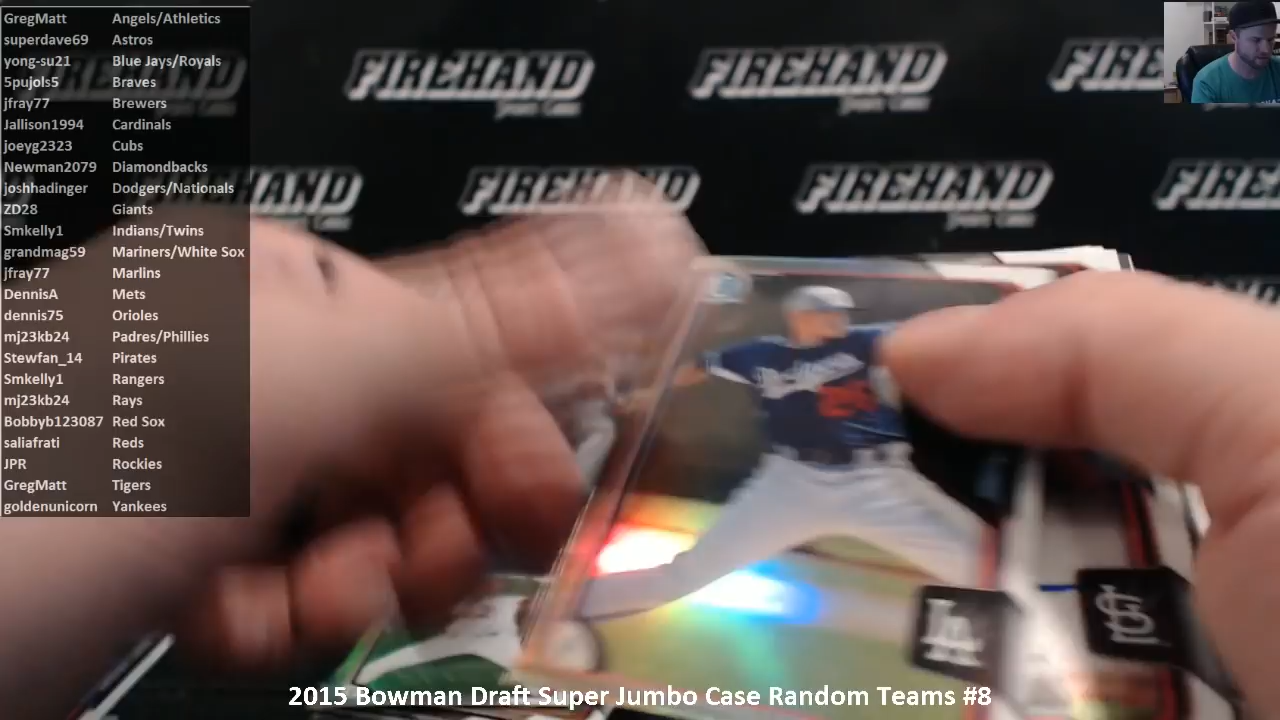 GregMatt Angels/Athletics
superdave69 Astros
yong-su21 Blue Jays/Royals
5pujols5 Braves
jfray77 Brewers
Jallison1994 Cardinals
joeyg2323 Cubs
Newman2079 Diamondbacks
joshhadinger Dodgers/Nationals
ZD28 Giants
Smkelly1 Indians/Twins
grandmag59 Mariners/White Sox
jfray77 Marlins
DennisA Mets
dennis75 Orioles
mj23kb24 Padres/Phillies
Stewfan_14 Pirates
Smkelly1 Rangers
mj23kb24 Rays
Bobbyb123087 Red Sox
saliafrati Reds
JPR Rockies
GregMatt Tigers
goldenunicorn Yankees
FIREHAND FIREHAND
FIREHAND FIREHAND
LA
STL
2015 Bowman Draft Super Jumbo Case Random Teams #8